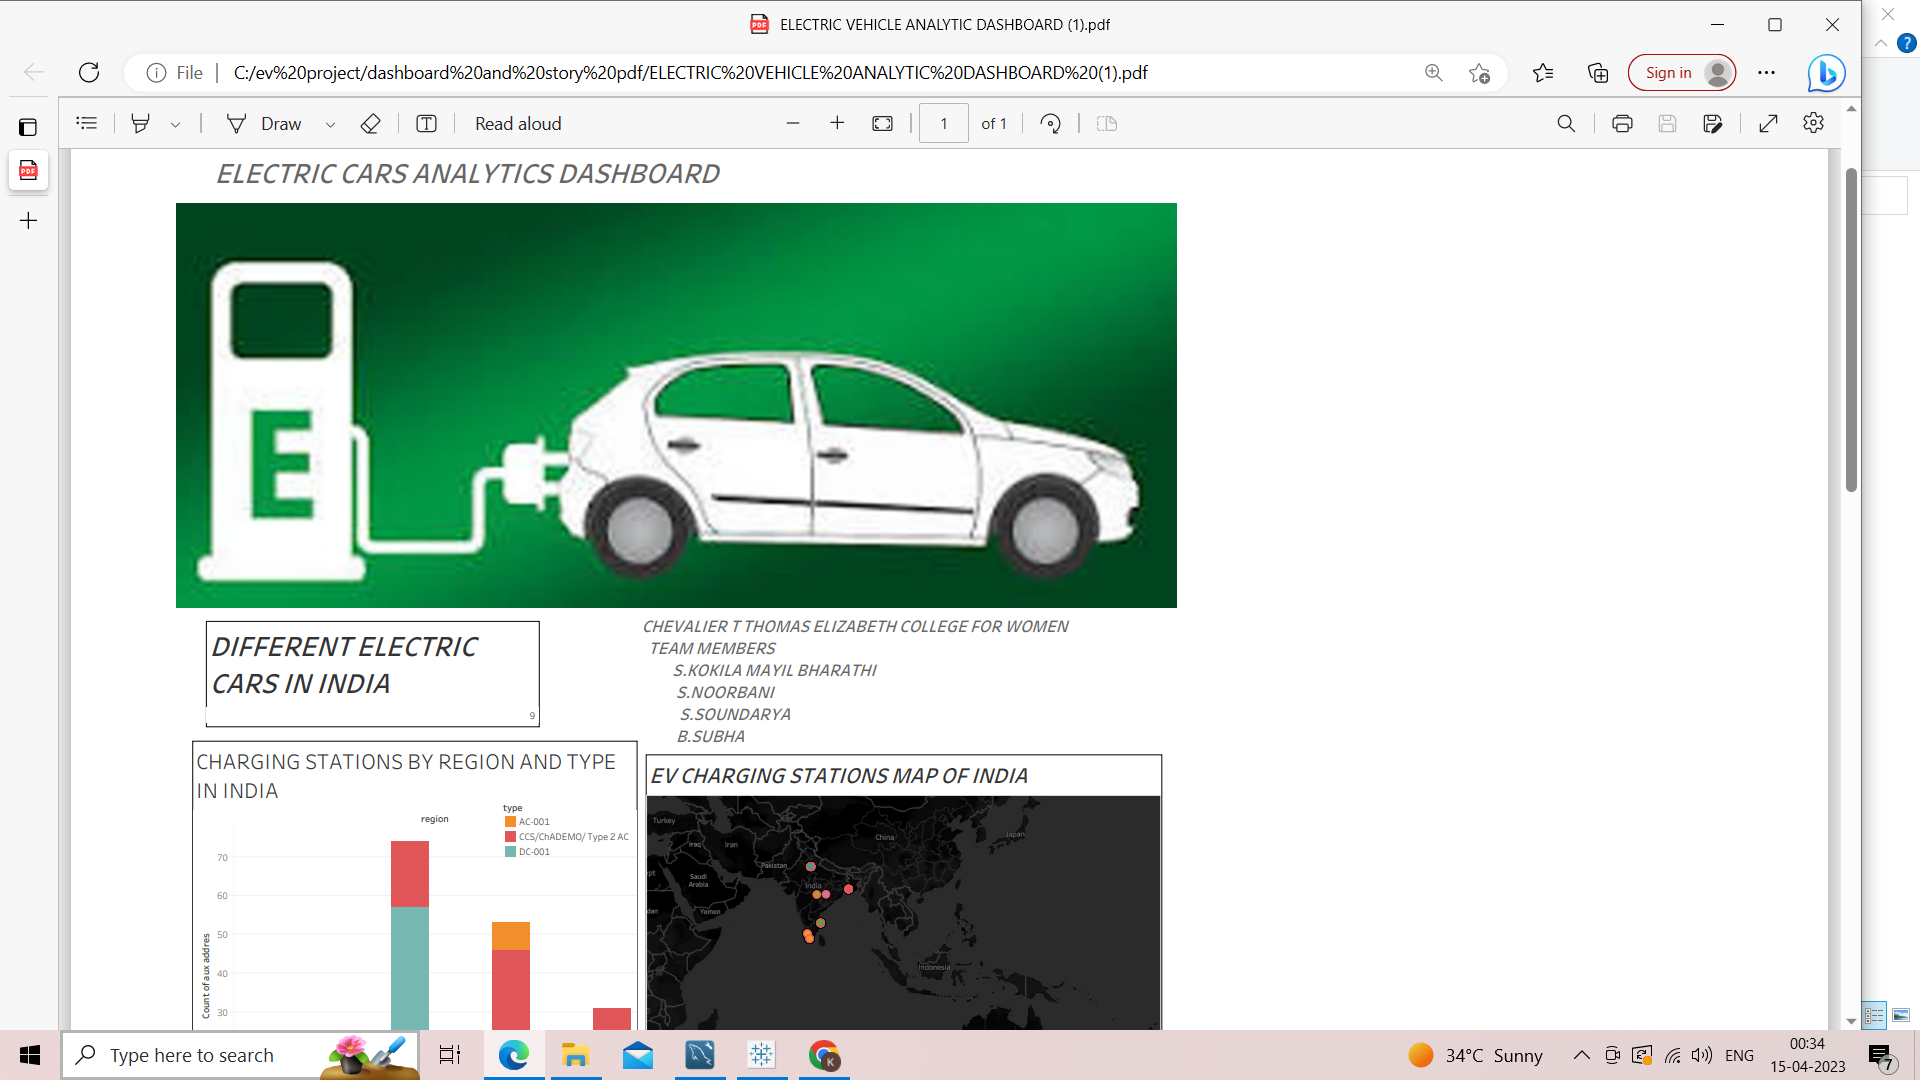 ELECTRIC VEHICLE ANALYTIC DASHBOARD (1).pdf
File
C:/ev%20project/dashboard%20and%20story%20pdf/ELECTRIC%20VEHICLE%20ANALYTIC%20DASHBOARD%20(1).pdf
Sign in
Draw
Read aloud
1 of 1
ELECTRIC CARS ANALYTICS DASHBOARD
E
DIFFERENT ELECTRIC
CARS IN INDIA
9
CHEVALIER T THOMAS ELIZABETH COLLEGE FOR WOMEN
TEAM MEMBERS
S.KOKILA MAYIL BHARATHI
S.NOORBANI
S.SOUNDARYA
B.SUBHA
CHARGING STATIONS BY REGION AND TYPE
IN INDIA
region
type
AC-001
CCS/ChADEMO/ Type 2 AC
DC-001
70
60
50
40
30
Count of aux addres
EV CHARGING STATIONS MAP OF INDIA
Turkey
Iraq
Iran
Pakistan
China
Japan
Saudi
Arabia
India
Yemen
Indonesia
Type here to search
34°C Sunny
ENG
00:34
15-04-2023
7
K
PDF